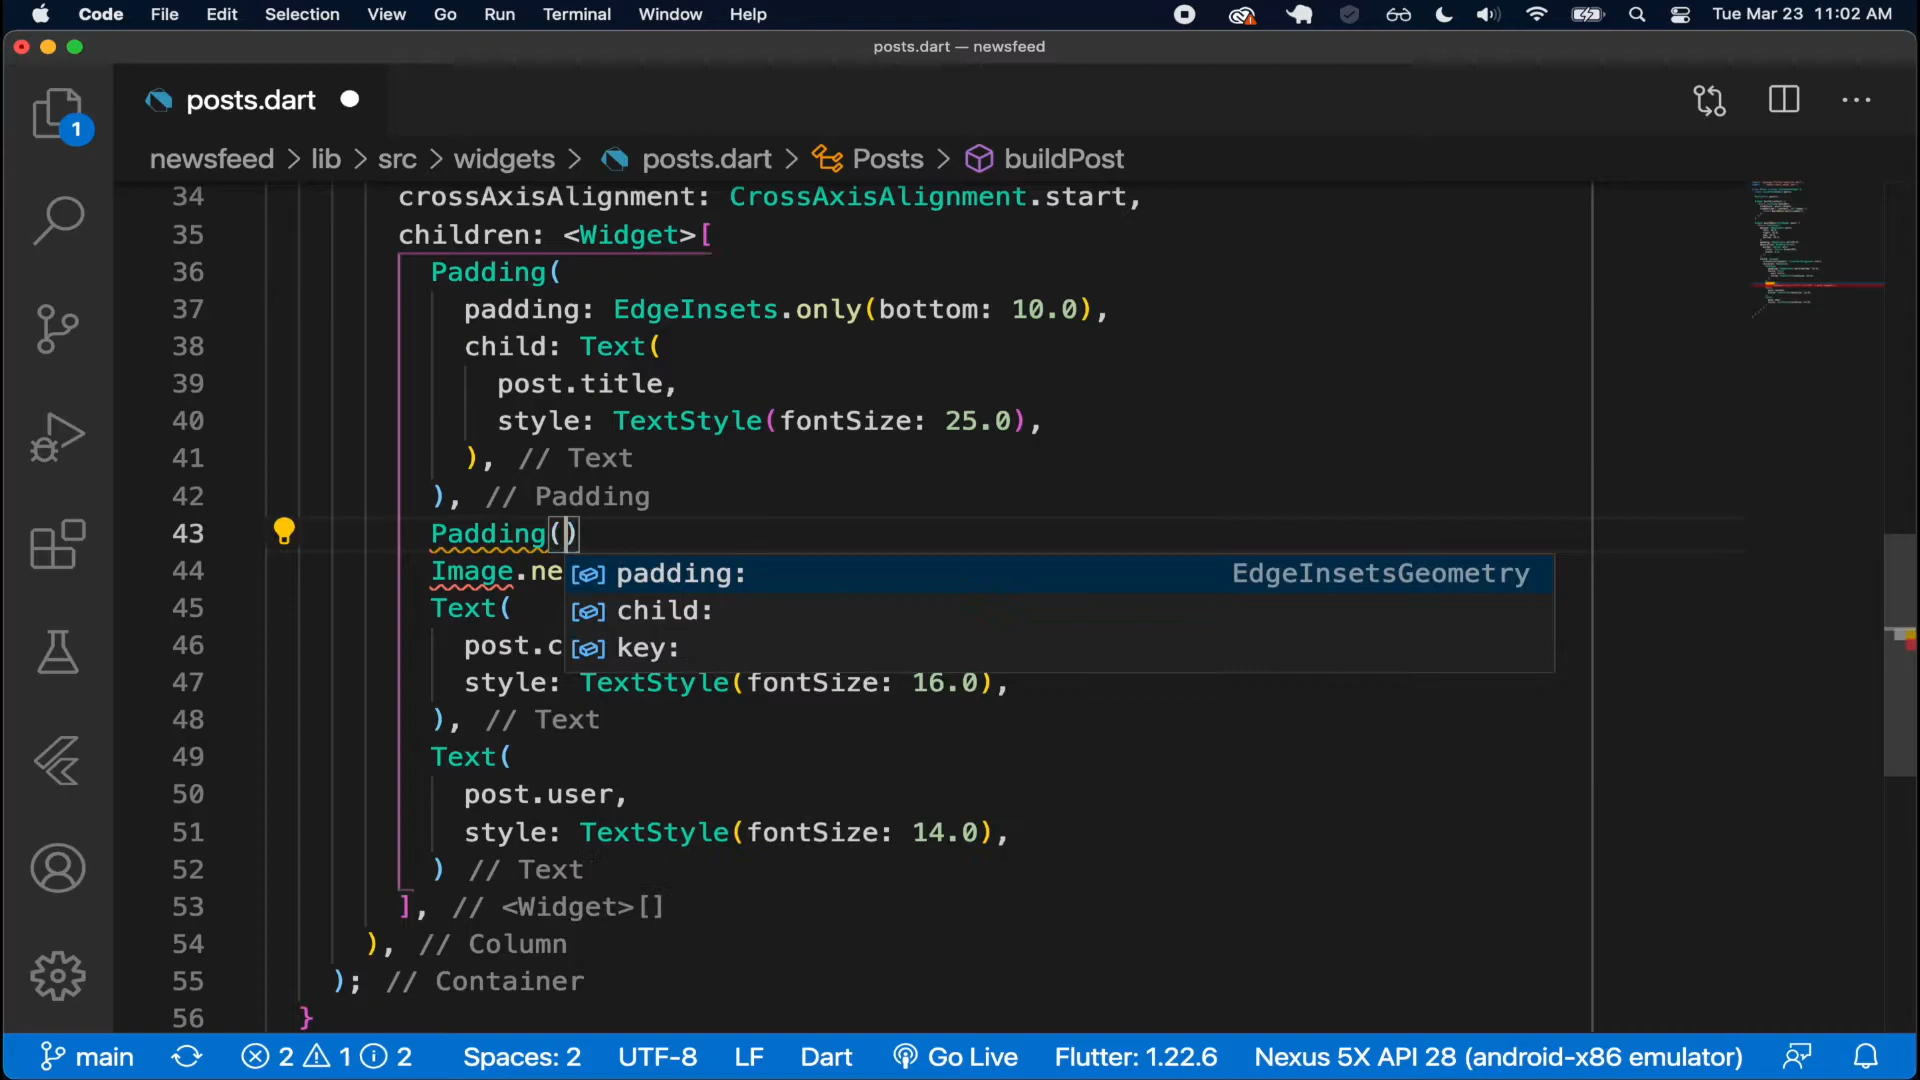 Code File Edit Selection View Go Run Terminal Window Help Tue Mar 23 11:02 AM
posts.dart — newsfeed
posts.dart
1
newsfeed > lib > src > widgets > posts.dart > Posts > buildPost
34 crossAxisAlignment: CrossAxisAlignment.start,
35 children: <Widget>[
36 Padding(
37 padding: EdgeInsets.only(bottom: 10.0),
38 child: Text(
39 post.title,
40 style: TextStyle(fontSize: 25.0),
41 ), // Text
42 ), // Padding
43 Padding()
44 Image.ne
padding: EdgeInsetsGeometry
45 Text(
child:
46 post.c
key:
47 style: TextStyle(fontSize: 16.0),
48 ), // Text
49 Text(
50 post.user,
51 style: TextStyle(fontSize: 14.0),
52 ) // Text
53 ], // <Widget>[]
54 ), // Column
55 ); // Container
56 }
main 2 1 2 Spaces: 2 UTF-8 LF Dart Go Live Flutter: 1.22.6 Nexus 5X API 28 (android-x86 emulator)